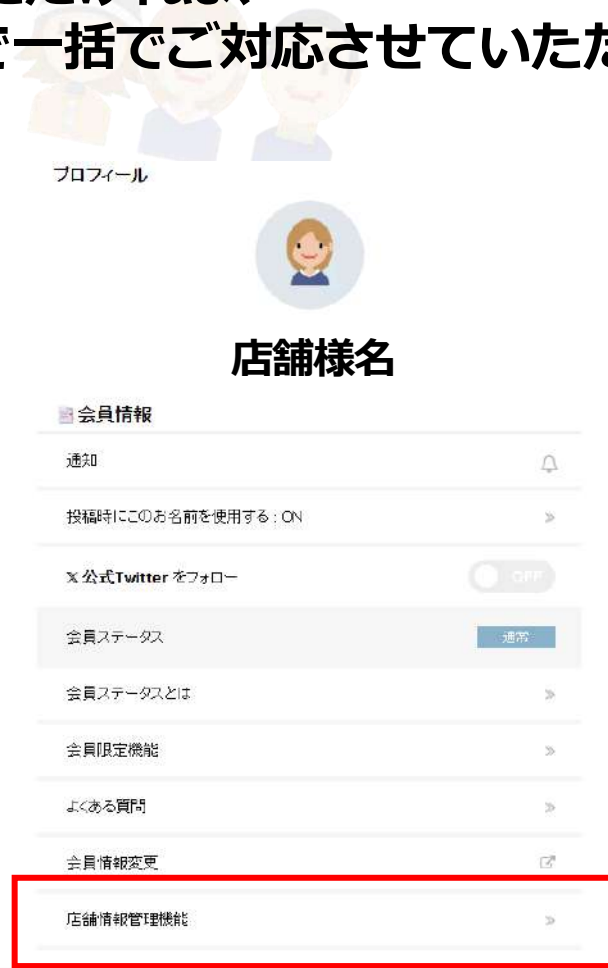 で一括でご対応させていただ
プロフィール
店舗様名
会員情報
通知
投稿時にこのお名前を使用する : ON
𝕏 公式Twitter をフォロー OFF
会員ステータス 通常
会員ステータスとは
会員限定機能
よくある質問
会員情報変更
店舗情報管理機能